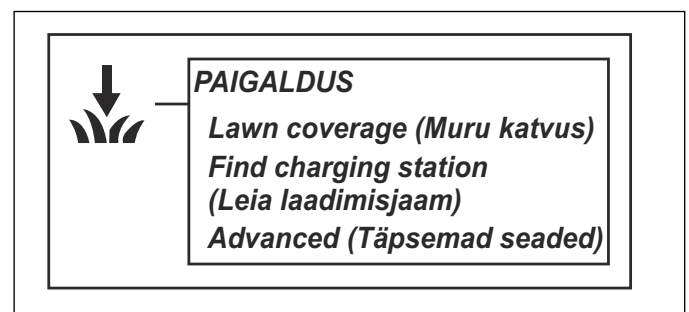 PAIGALDUS
Lawn coverage (Muru katvus)
Find charging station
(Leia laadimisjaam)
Advanced (Täpsemad seaded)